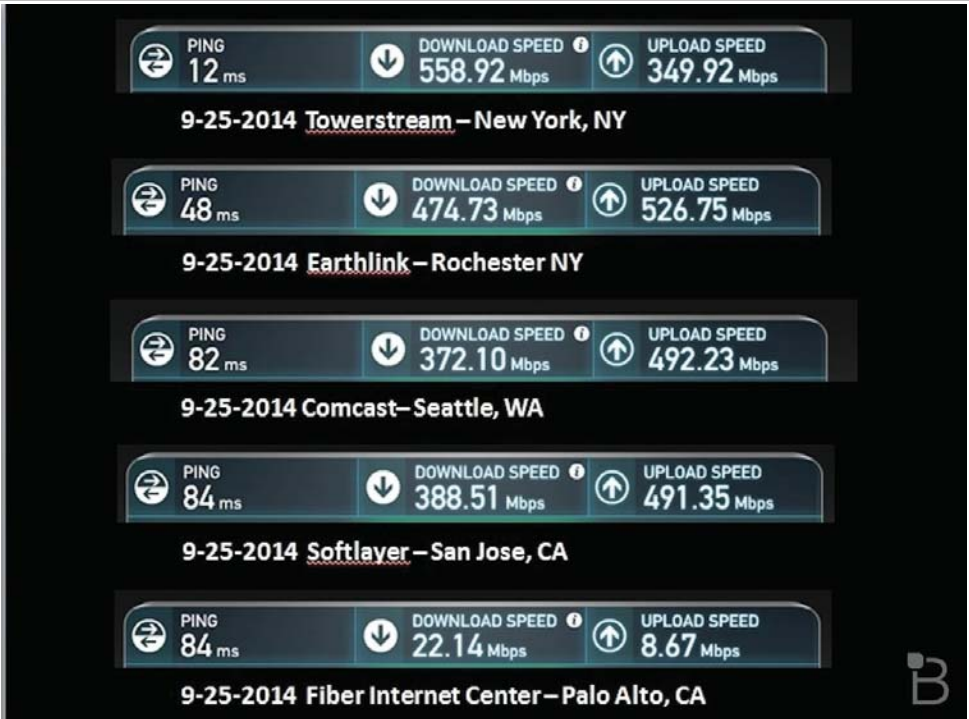 PING DOWNLOAD SPEED i UPLOAD SPEED
12 ms 558.92 Mbps 349.92 Mbps
9-25-2014 Towerstream – New York, NY
PING DOWNLOAD SPEED i UPLOAD SPEED
48 ms 474.73 Mbps 526.75 Mbps
9-25-2014 Earthlink – Rochester NY
PING DOWNLOAD SPEED i UPLOAD SPEED
82 ms 372.10 Mbps 492.23 Mbps
9-25-2014 Comcast– Seattle, WA
PING DOWNLOAD SPEED i UPLOAD SPEED
84 ms 388.51 Mbps 491.35 Mbps
9-25-2014 Softlayer – San Jose, CA
PING DOWNLOAD SPEED i UPLOAD SPEED
84 ms 22.14 Mbps 8.67 Mbps
9-25-2014 Fiber Internet Center – Palo Alto, CA
B